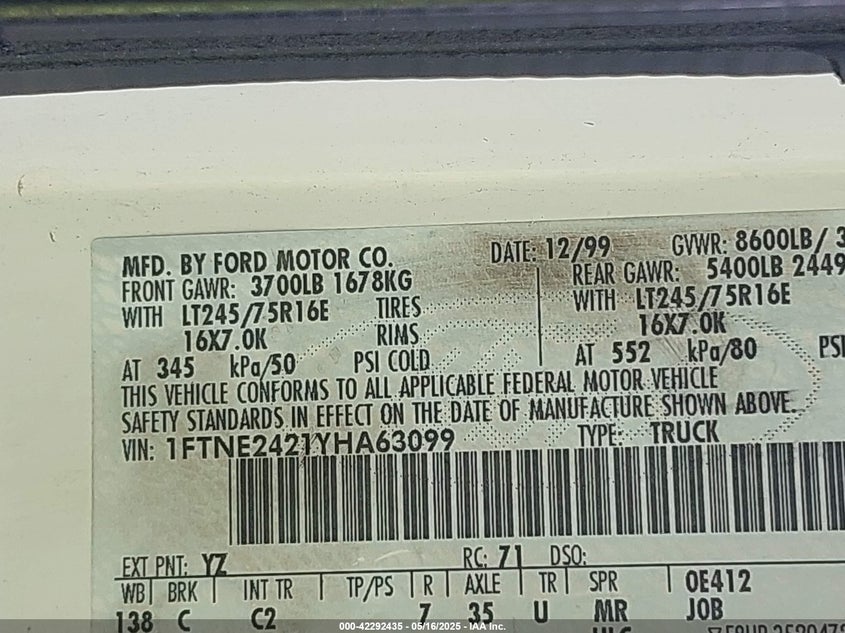 MFD. BY FORD MOTOR CO. DATE: 12/99 GVWR: 8600LB/ 3
FRONT GAWR: 3700LB 1678KG REAR GAWR: 5400LB 2449
WITH LT245/75R16E TIRES WITH LT245/75R16E
16X7.0K RIMS 16X7.0K
AT 345 kPa/50 PSI COLD AT 552 kPa/80 PSI
THIS VEHICLE CONFORMS TO ALL APPLICABLE FEDERAL MOTOR VEHICLE
SAFETY STANDARDS IN EFFECT ON THE DATE OF MANUFACTURE SHOWN ABOVE.
VIN: 1FTNE2421YHA63099 TYPE: TRUCK
EXT PNT: YZ RC: 71 DSO:
WB BRK INT TR TP/PS R AXLE TR SPR 0E412
138 C C2 7 35 U MR JOB
000-42292435 - 05/16/2025 - IAA Inc.